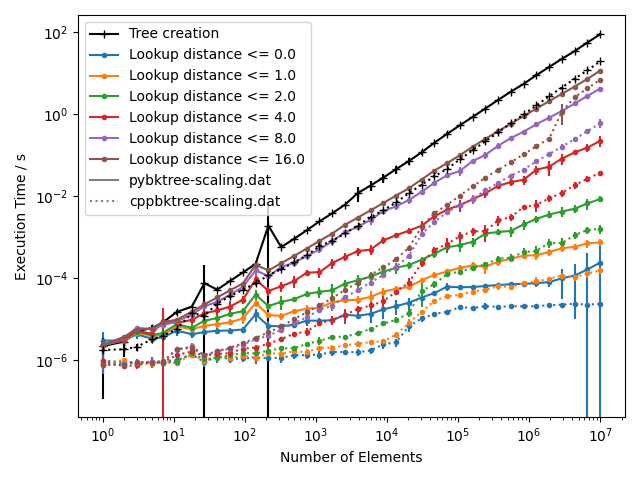 Tree creation
Lookup distance <= 0.0
Lookup distance <= 1.0
Lookup distance <= 2.0
Lookup distance <= 4.0
Lookup distance <= 8.0
Lookup distance <= 16.0
pybktree-scaling.dat
cppbktree-scaling.dat
Execution Time / s
10²
10⁰
10⁻²
10⁻⁴
10⁻⁶
10⁰ 10¹ 10² 10³ 10⁴ 10⁵ 10⁶ 10⁷
Number of Elements